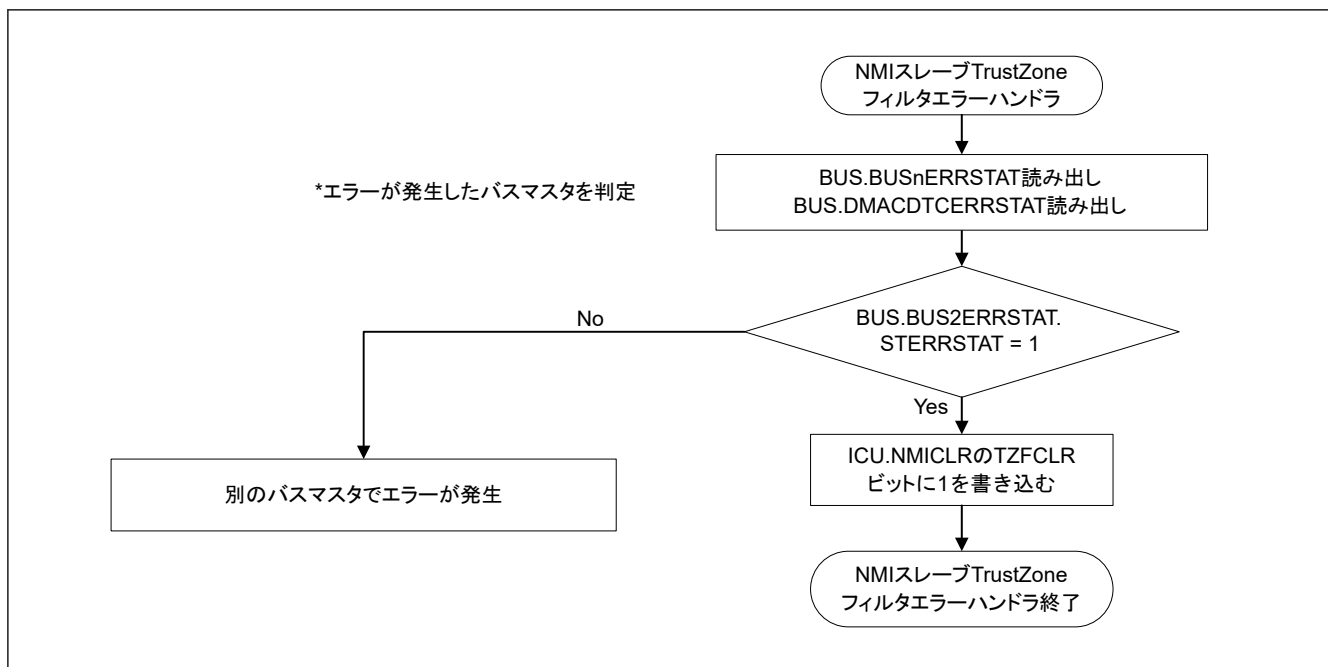 NMIスレーブTrustZone
フィルタエラーハンドラ
*エラーが発生したバスマスタを判定
BUS.BUSnERRSTAT読み出し
BUS.DMACDTCERRSTAT読み出し
BUS.BUS2ERRSTAT.
STERRSTAT = 1
No
Yes
別のバスマスタでエラーが発生
ICU.NMICLRのTZFCLR
ビットに1を書き込む
NMIスレーブTrustZone
フィルタエラーハンドラ終了